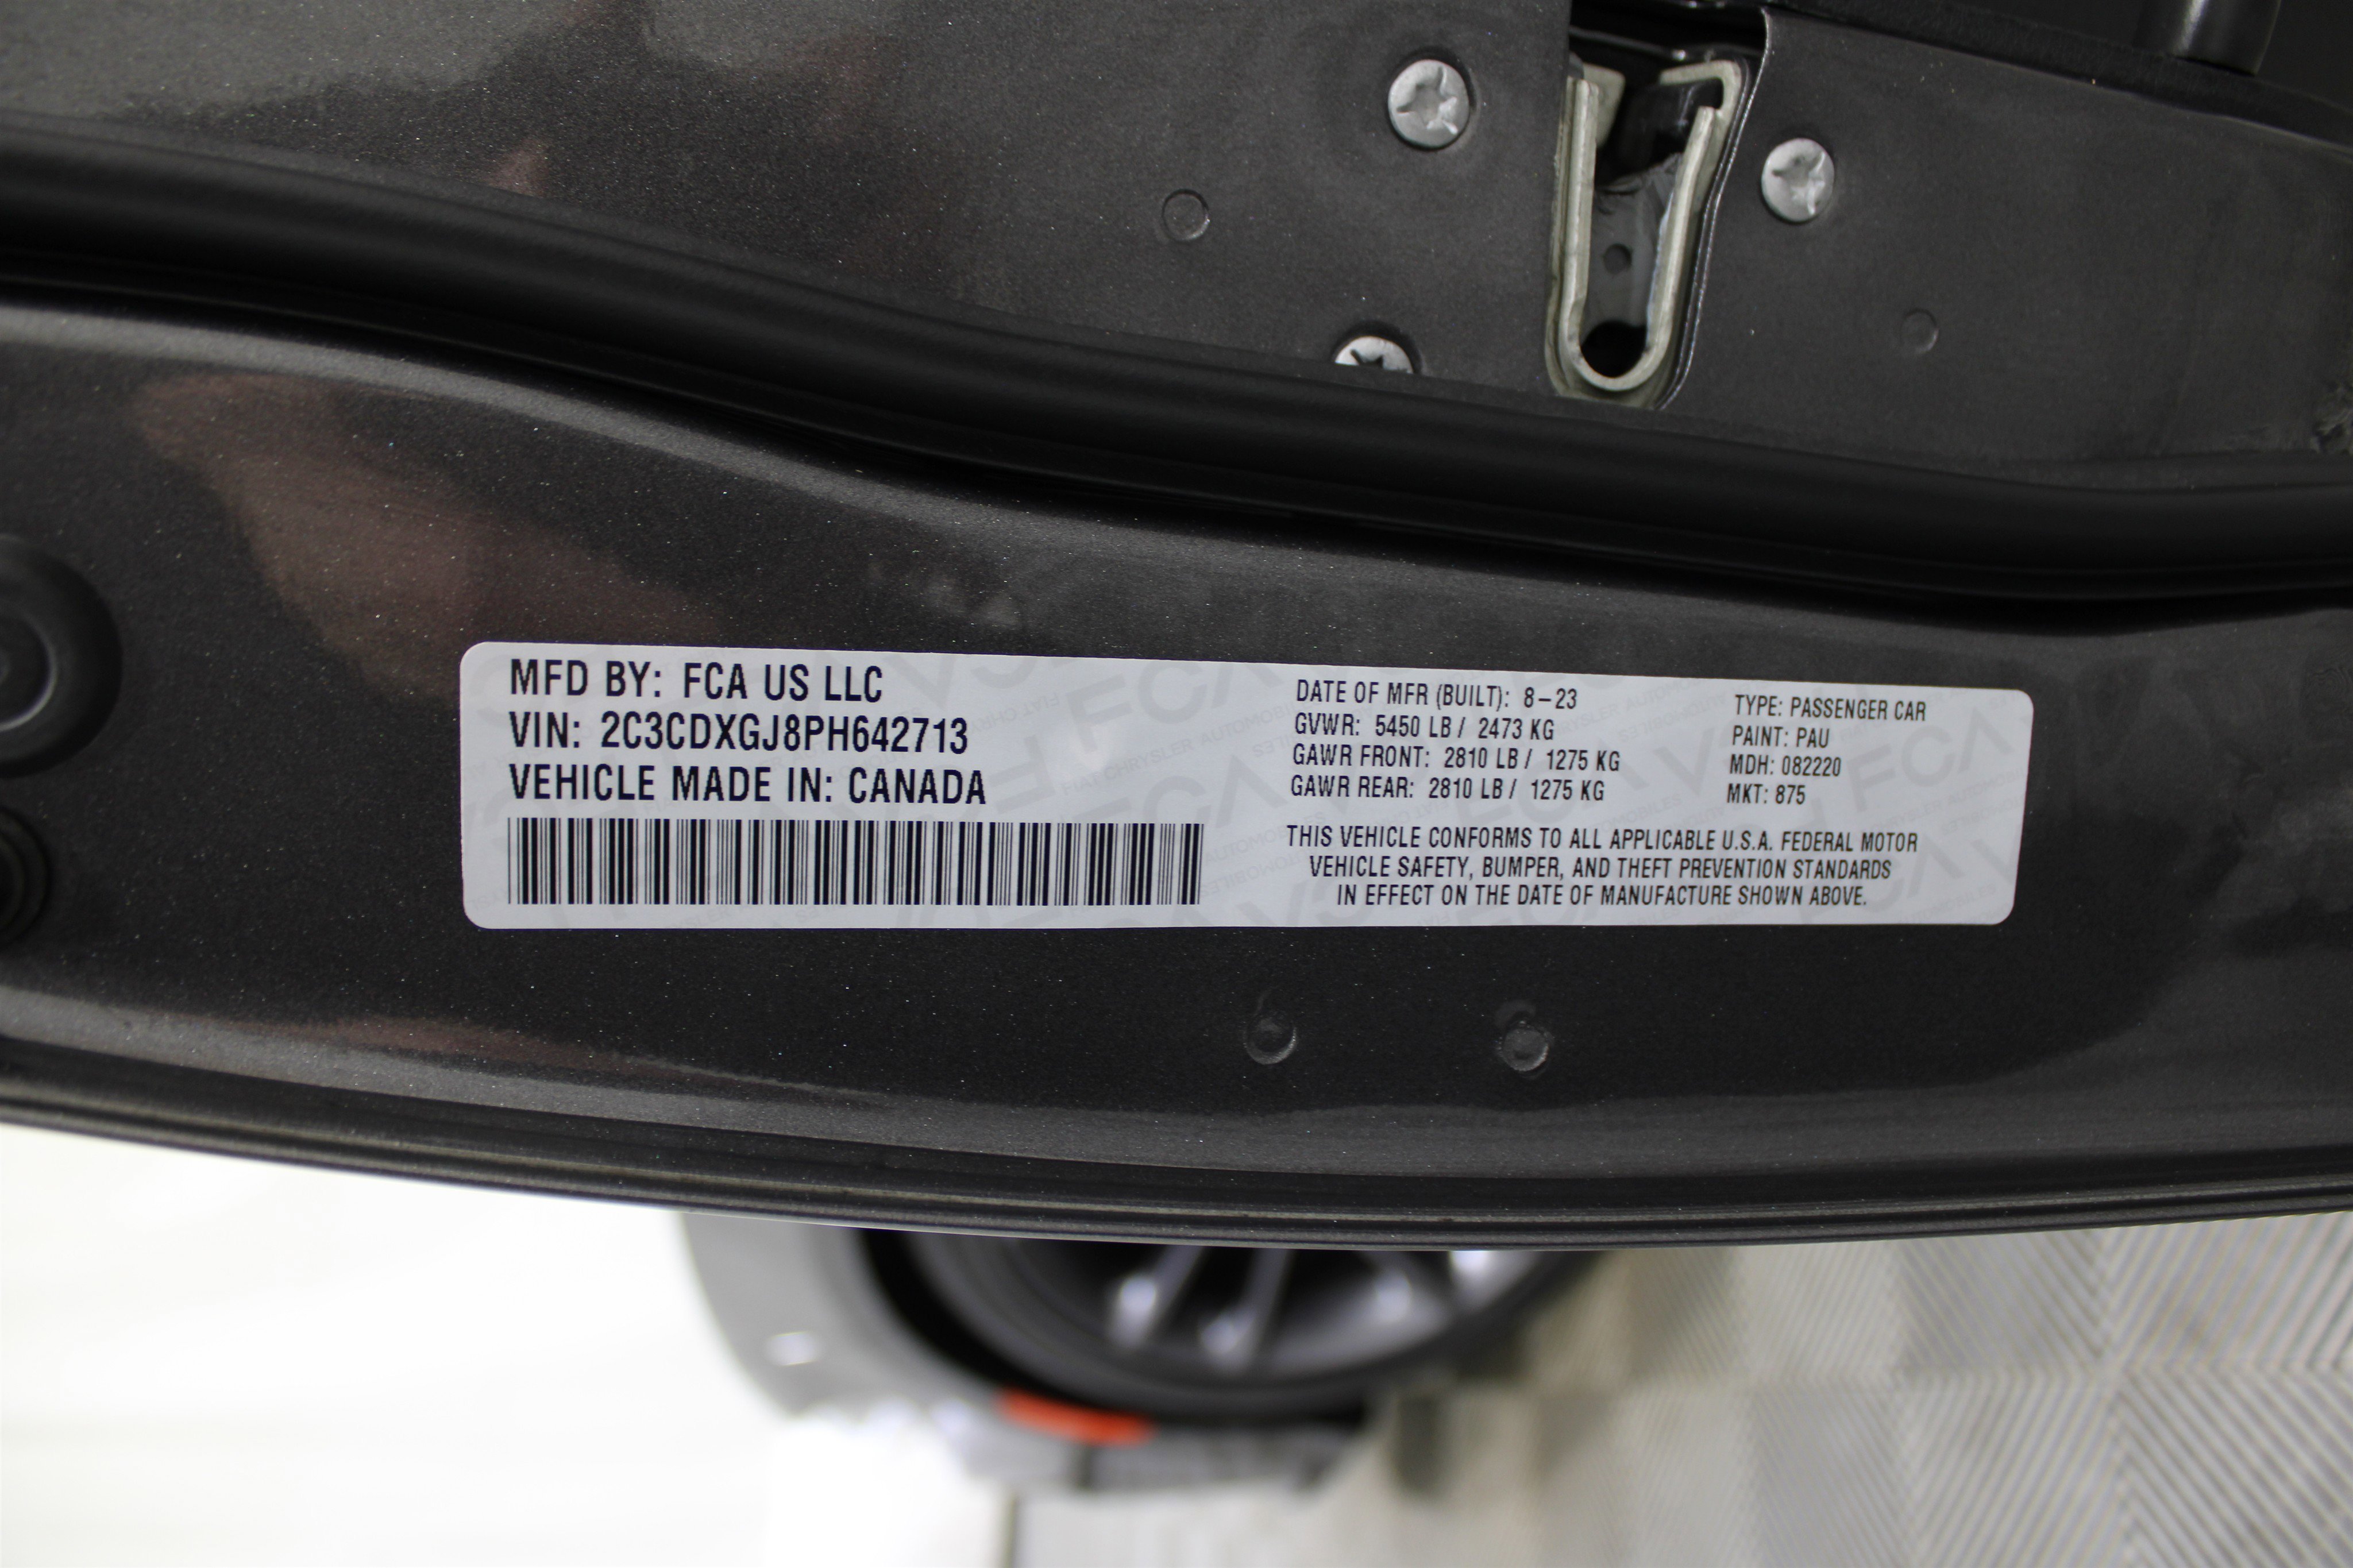 MFD BY: FCA US LLC
VIN: 2C3CDXGJ8PH642713
VEHICLE MADE IN: CANADA
DATE OF MFR (BUILT): 8-23
GVWR: 5450 LB / 2473 KG
GAWR FRONT: 2810 LB / 1275 KG
GAWR REAR: 2810 LB / 1275 KG
TYPE: PASSENGER CAR
PAINT: PAU
MDH: 082220
MKT: 875
THIS VEHICLE CONFORMS TO ALL APPLICABLE U.S.A. FEDERAL MOTOR
VEHICLE SAFETY, BUMPER, AND THEFT PREVENTION STANDARDS
IN EFFECT ON THE DATE OF MANUFACTURE SHOWN ABOVE.